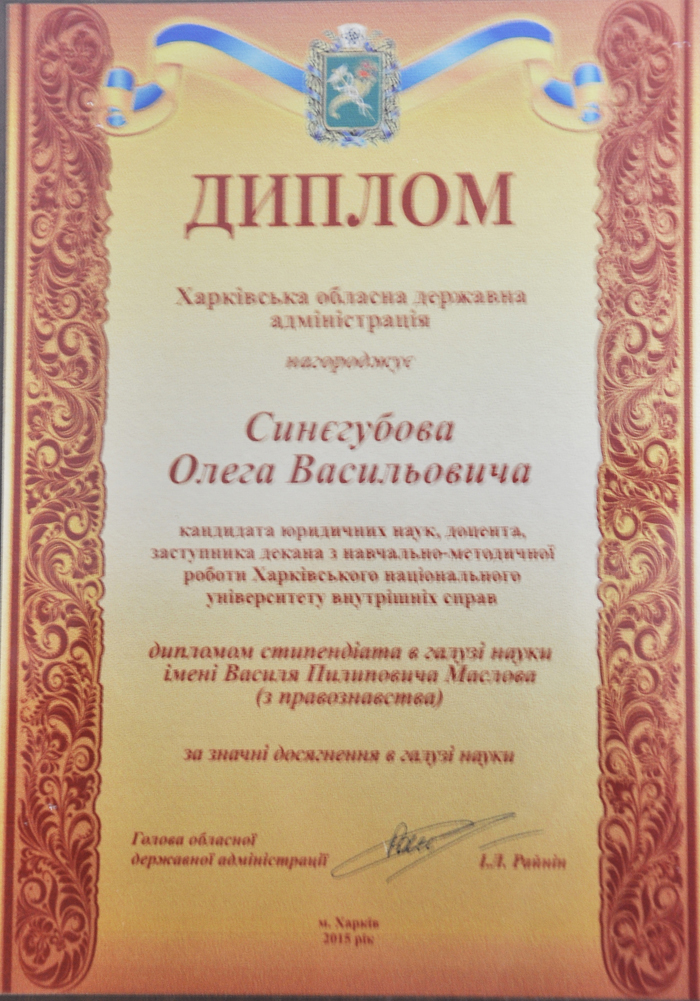 ДИПЛОМ
Харківська обласна державна
адміністрація
нагороджує
Синєгубова
Олега Васильовича
кандидата юридичних наук, доцента,
заступника декана з навчально-методичної
роботи Харківського національного
університету внутрішніх справ
дипломом стипендіата в галузі науки
імені Василя Пилиповича Маслова
(з правознавства)
за значні досягнення в галузі науки
Голова обласної
державної адміністрації
І.Л. Райнін
м. Харків
2015 рік